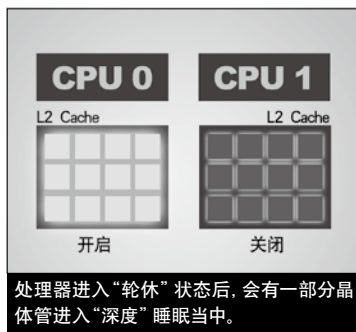 CPU 0
CPU 1
L2 Cache
L2 Cache
开启
关闭
处理器进入“轮休”状态后, 会有一部分晶
体管进入“深度”睡眠当中。